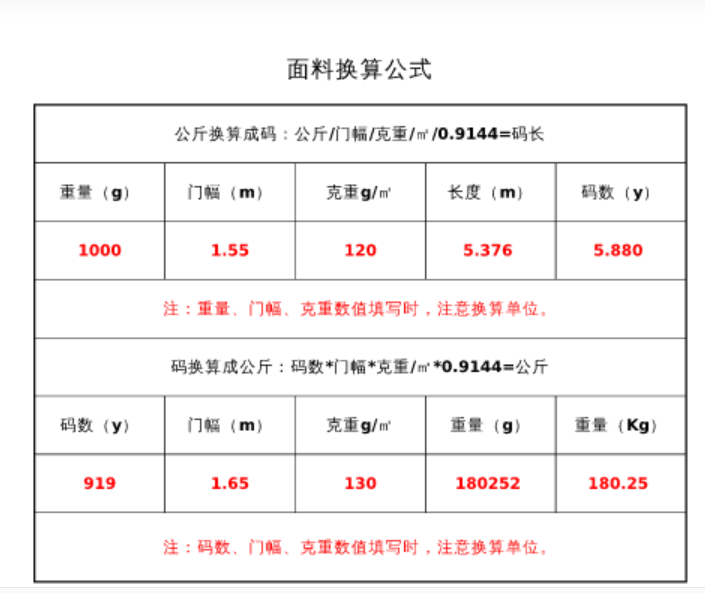 面料换算公式
公斤换算成码：公斤/门幅/克重/㎡/0.9144=码长
重量（g） 门幅（m） 克重g/㎡ 长度（m） 码数（y）
1000 1.55 120 5.376 5.880
注：重量、门幅、克重数值填写时，注意换算单位。
码换算成公斤：码数*门幅*克重/㎡*0.9144=公斤
码数（y） 门幅（m） 克重g/㎡ 重量（g） 重量（Kg）
919 1.65 130 180252 180.25
注：码数、门幅、克重数值填写时，注意换算单位。